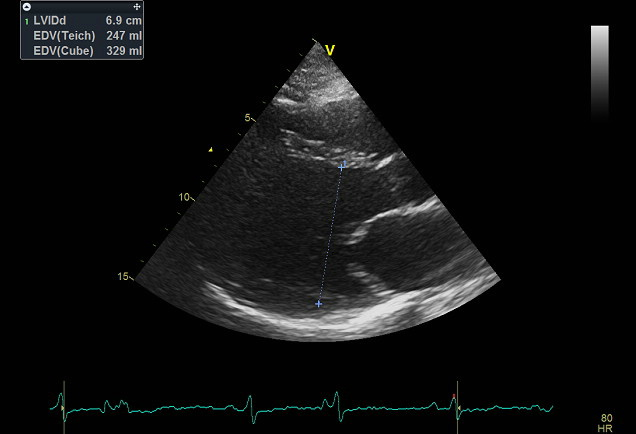 1 LVIDd 6.9 cm
EDV(Teich) 247 ml
EDV(Cube) 329 ml
V
5
10
15
80
HR